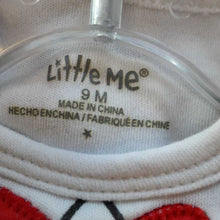 Little Me®
9 M
MADE IN CHINA
HECHO EN CHINA / FABRIQUÉ EN CHINE